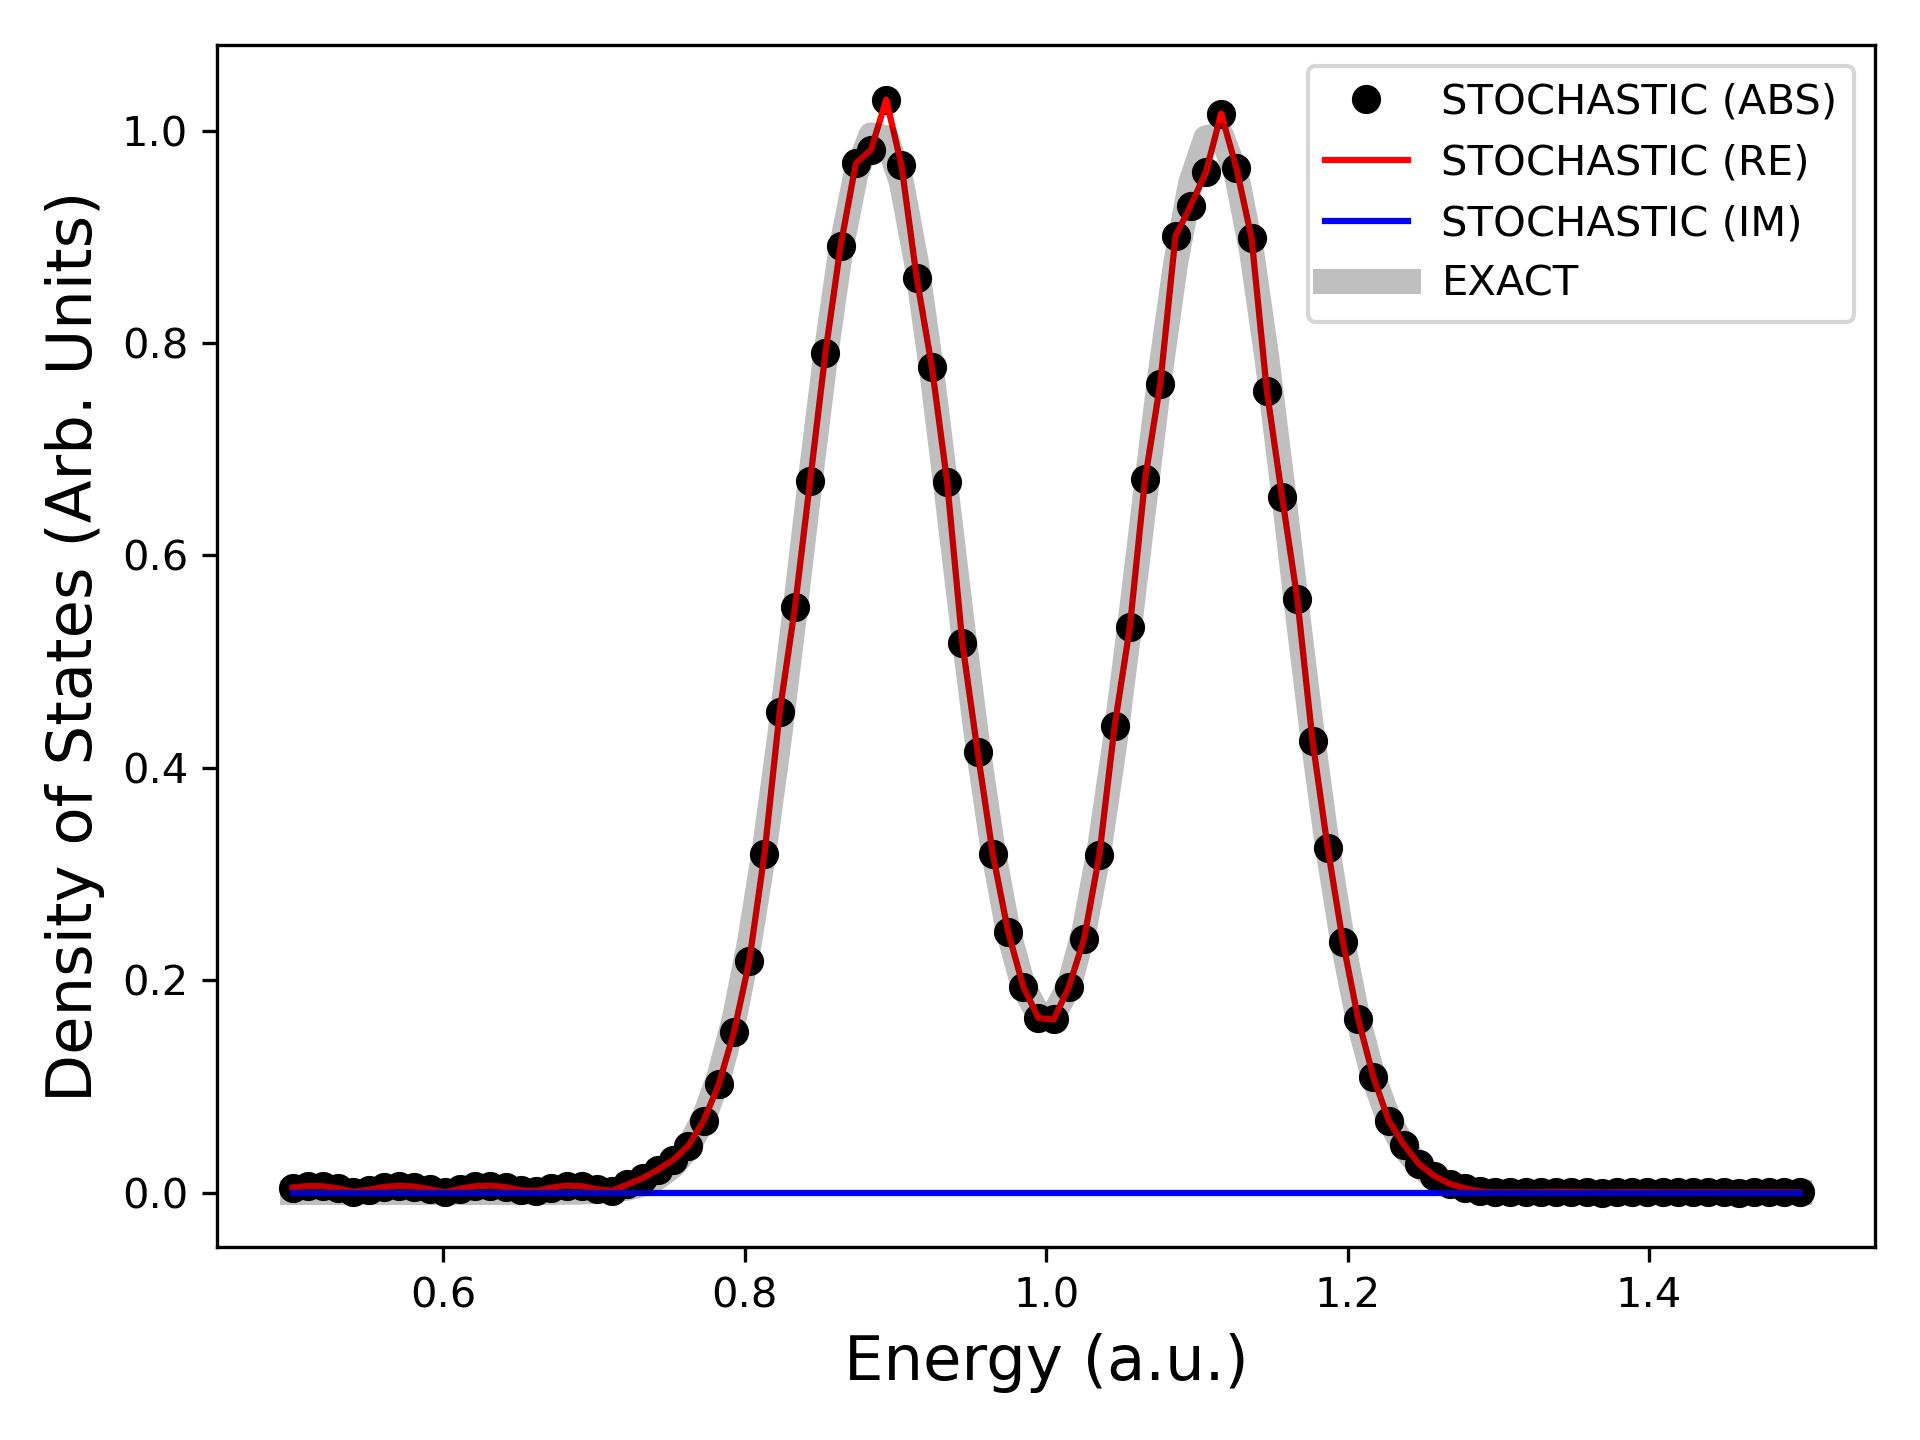 Density of States (Arb. Units)
1.0
0.8
0.6
0.4
0.2
0.0
STOCHASTIC (ABS)
STOCHASTIC (RE)
STOCHASTIC (IM)
EXACT
0.6 0.8 1.0 1.2 1.4
Energy (a.u.)